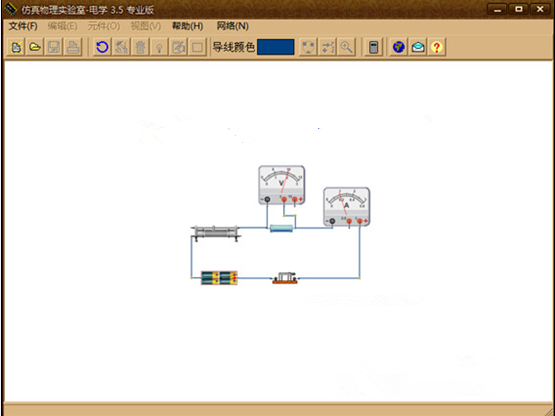 仿真物理实验室-电学 3.5 专业版
文件(F) 编辑(E) 元件(O) 视图(V) 帮助(H) 网络(N)
导线颜色
V
A